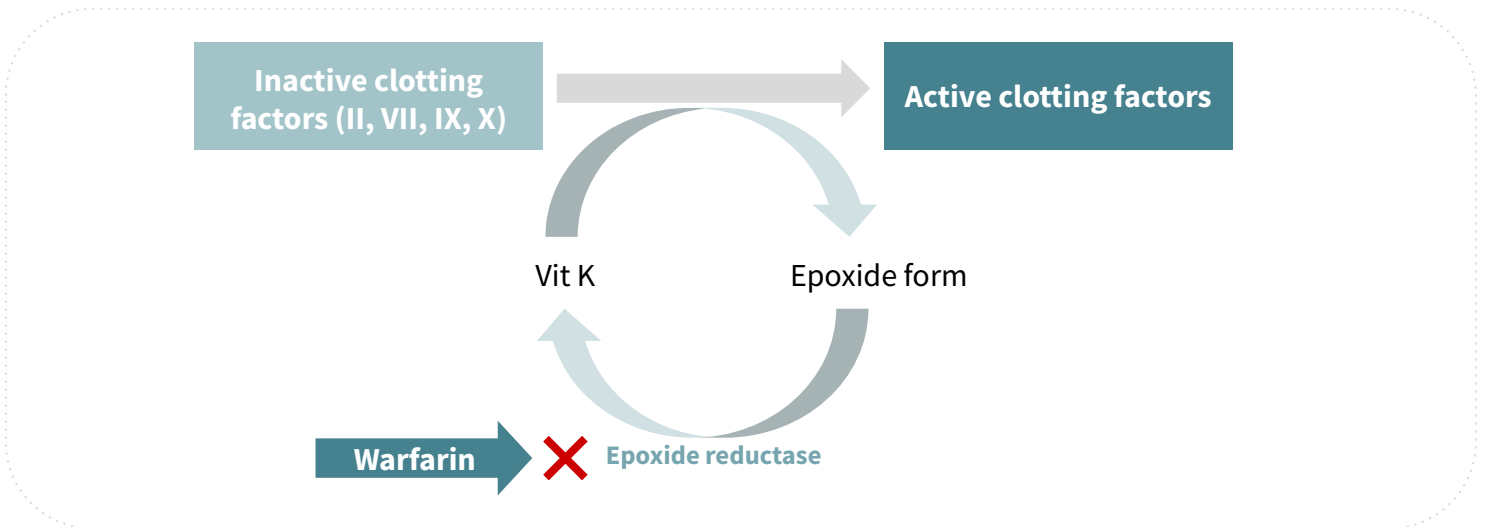 Inactive clotting
factors (II, VII, IX, X)
Active clotting factors
Vit K
Epoxide form
Warfarin
Epoxide reductase